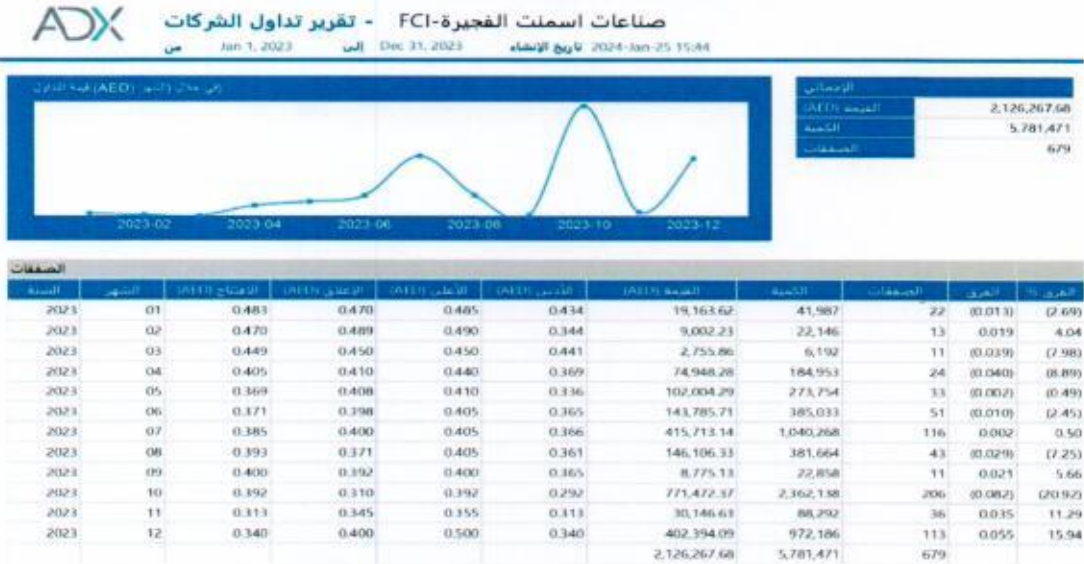 ADX
صناعات اسمنت الفجيرة-FCI - تقرير تداول الشركات
من Jan 1, 2023 إلى Dec 31, 2023 تاريخ الإنشاء 2024-Jan-25 15:44
قيمة التداول (AED)
2023-02 2023-04 2023-06 2023-08 2023-10 2023-12
الإجمالي
القيمة (AED) 2,126,267.68
الكمية 5,781,471
الصفقات 679
الصفقات
السنة الشهر الافتتاح (AED) الإغلاق (AED) الأعلى (AED) الأدنى (AED) القيمة (AED) الكمية الصفقات الفرق الفرق %
2023 01 0.483 0.470 0.485 0.434 19,163.62 41,987 22 (0.013) (2.69)
2023 02 0.470 0.489 0.490 0.344 9,002.23 22,146 13 0.019 4.04
2023 03 0.449 0.450 0.450 0.441 2,755.86 6,192 11 (0.039) (7.98)
2023 04 0.405 0.410 0.440 0.369 74,948.28 184,953 24 (0.040) (8.89)
2023 05 0.369 0.408 0.410 0.336 102,004.29 273,754 33 (0.002) (0.49)
2023 06 0.371 0.398 0.405 0.365 143,785.71 385,033 51 (0.010) (2.45)
2023 07 0.385 0.400 0.405 0.366 415,713.14 1,040,268 116 0.002 0.50
2023 08 0.393 0.371 0.405 0.361 146,106.33 381,664 43 (0.029) (7.25)
2023 09 0.400 0.392 0.400 0.365 8,775.13 22,858 11 0.021 5.66
2023 10 0.392 0.310 0.392 0.292 771,472.37 2,362,138 206 (0.082) (20.92)
2023 11 0.313 0.345 0.355 0.313 30,146.63 88,292 36 0.035 11.29
2023 12 0.340 0.400 0.500 0.340 402,394.09 972,186 113 0.055 15.94
2,126,267.68 5,781,471 679